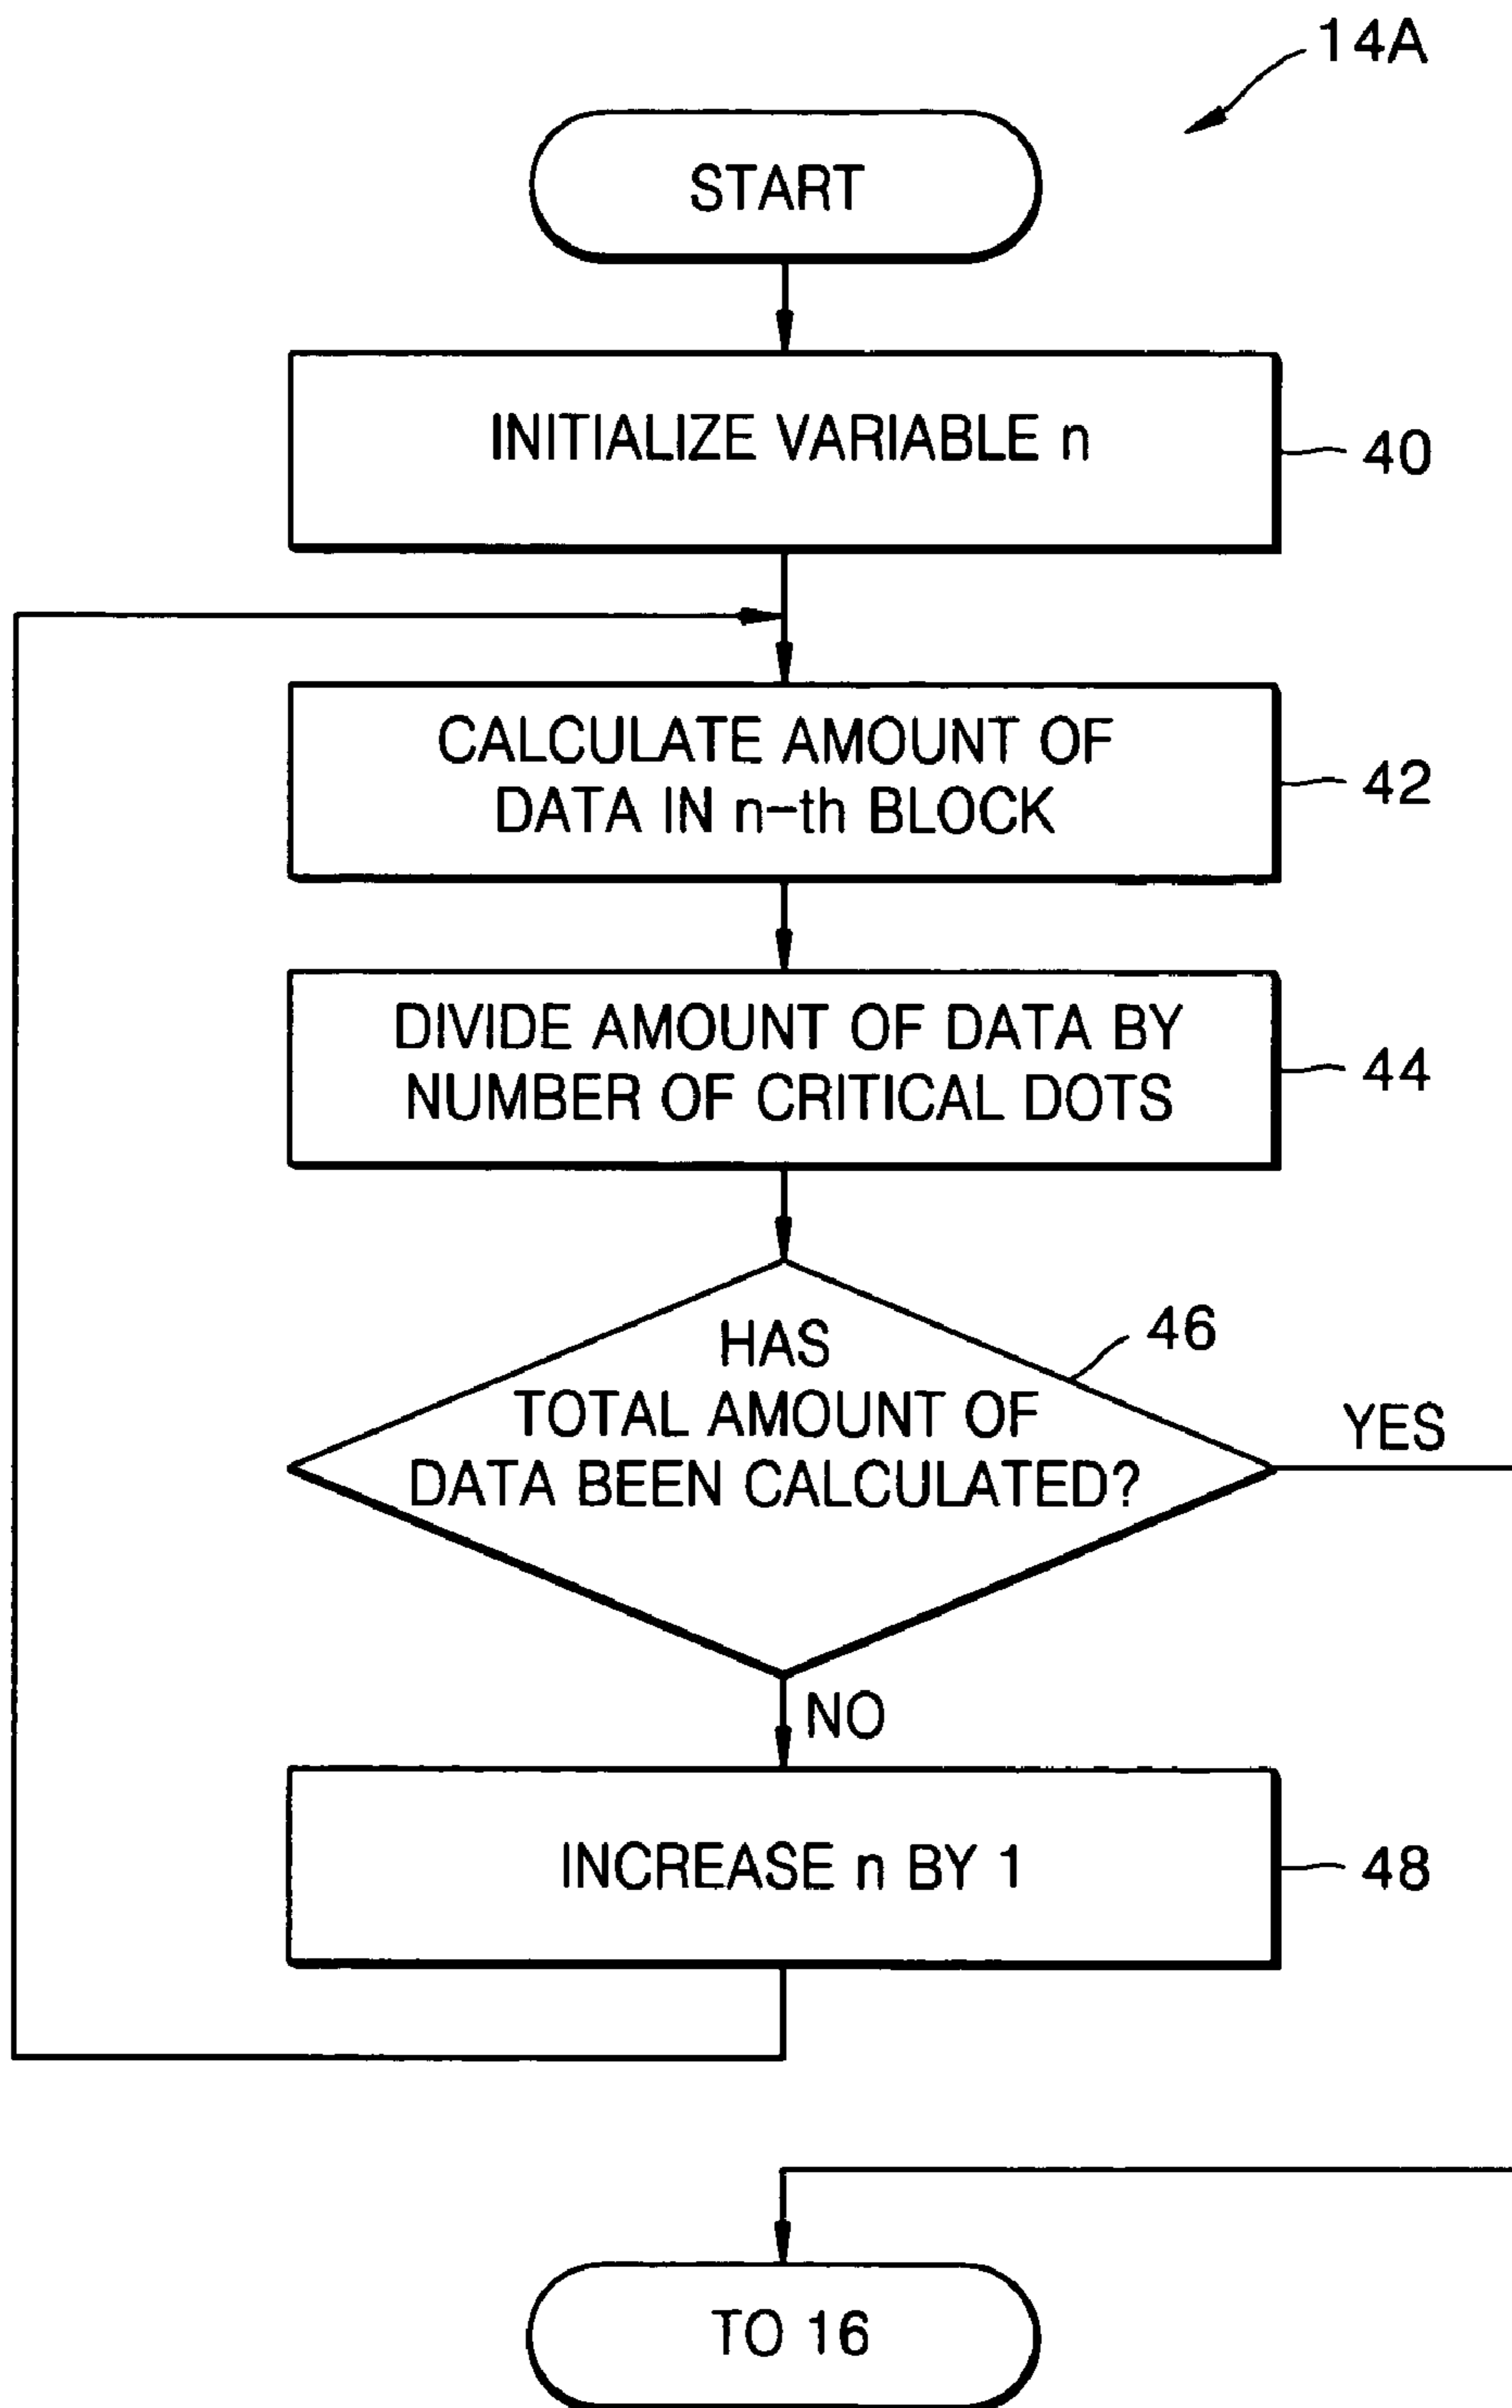 14A
START
INITIALIZE VARIABLE n
40
CALCULATE AMOUNT OF
DATA IN n-th BLOCK
42
DIVIDE AMOUNT OF DATA BY
NUMBER OF CRITICAL DOTS
44
46
HAS
TOTAL AMOUNT OF
DATA BEEN CALCULATED?
YES
NO
INCREASE n BY 1
48
TO 16